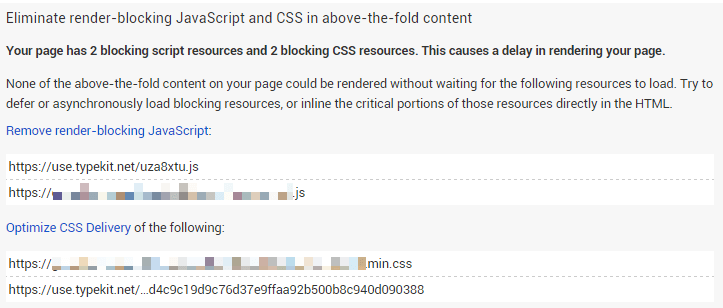 Eliminate render-blocking JavaScript and CSS in above-the-fold content
Your page has 2 blocking script resources and 2 blocking CSS resources. This causes a delay in rendering your page.
None of the above-the-fold content on your page could be rendered without waiting for the following resources to load. Try to
defer or asynchronously load blocking resources, or inline the critical portions of those resources directly in the HTML.
Remove render-blocking JavaScript:
https://use.typekit.net/uza8xtu.js
https:// .js
Optimize CSS Delivery of the following:
https:// .min.css
https://use.typekit.net/…d4c9c19d9c76d37e9ffaa92b500b8c940d090388